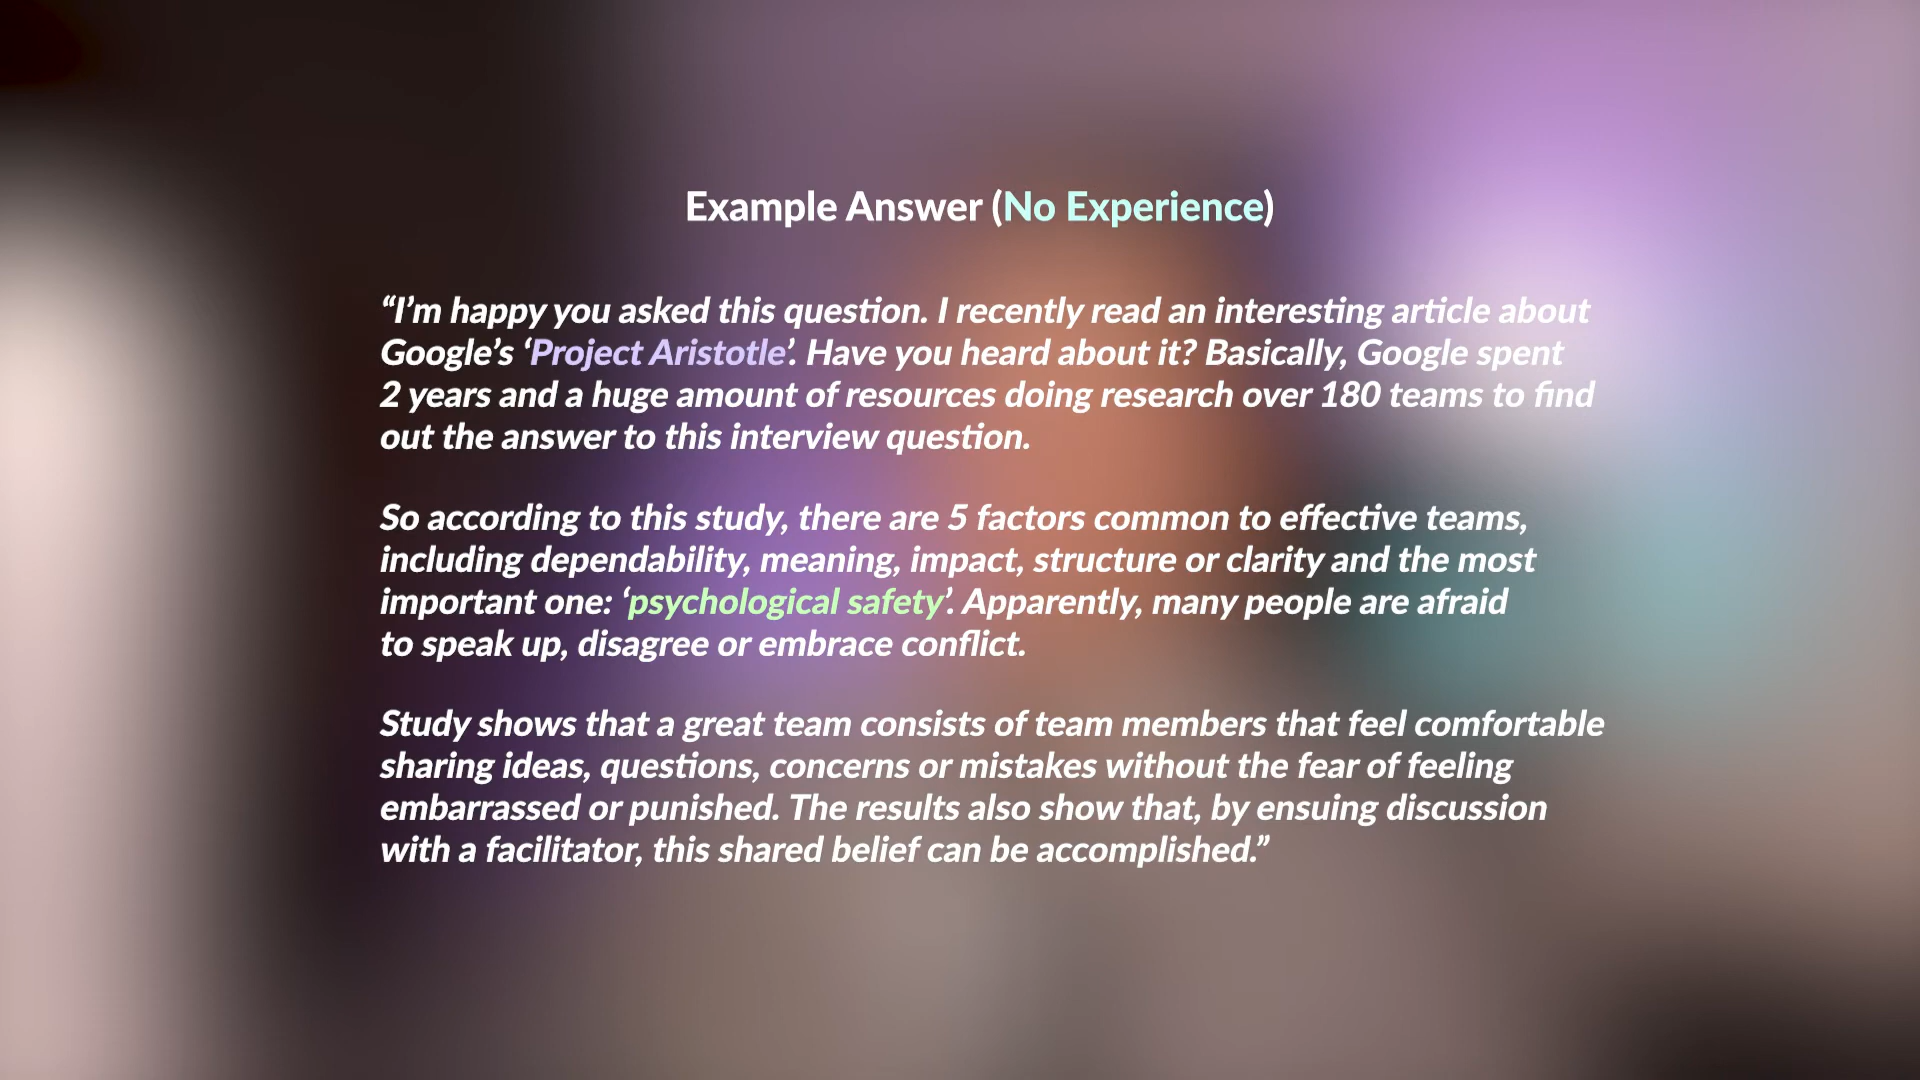 Example Answer (No Experience)
“I’m happy you asked this question. I recently read an interesting article about
Google’s ‘Project Aristotle’. Have you heard about it? Basically, Google spent
2 years and a huge amount of resources doing research over 180 teams to find
out the answer to this interview question.
So according to this study, there are 5 factors common to effective teams,
including dependability, meaning, impact, structure or clarity and the most
important one: ‘psychological safety’. Apparently, many people are afraid
to speak up, disagree or embrace conflict.
Study shows that a great team consists of team members that feel comfortable
sharing ideas, questions, concerns or mistakes without the fear of feeling
embarrassed or punished. The results also show that, by ensuing discussion
with a facilitator, this shared belief can be accomplished.”